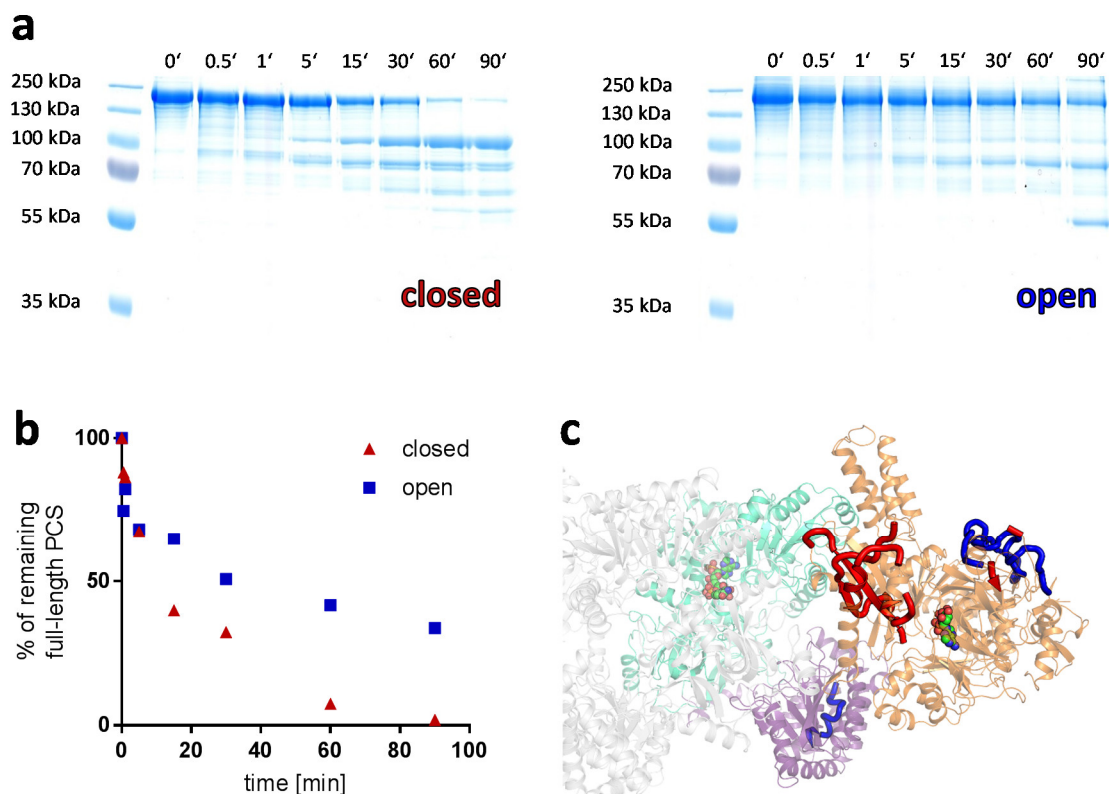 a
0‘ 0.5‘ 1‘ 5‘ 15‘ 30‘ 60‘ 90‘
250 kDa
130 kDa
100 kDa
70 kDa
55 kDa
35 kDa
closed
0‘ 0.5‘ 1‘ 5‘ 15‘ 30‘ 60‘ 90‘
250 kDa
130 kDa
100 kDa
70 kDa
55 kDa
35 kDa
open
b
% of remaining
full-length PCS
100
50
0
closed
open
0 20 40 60 80 100
time [min]
c